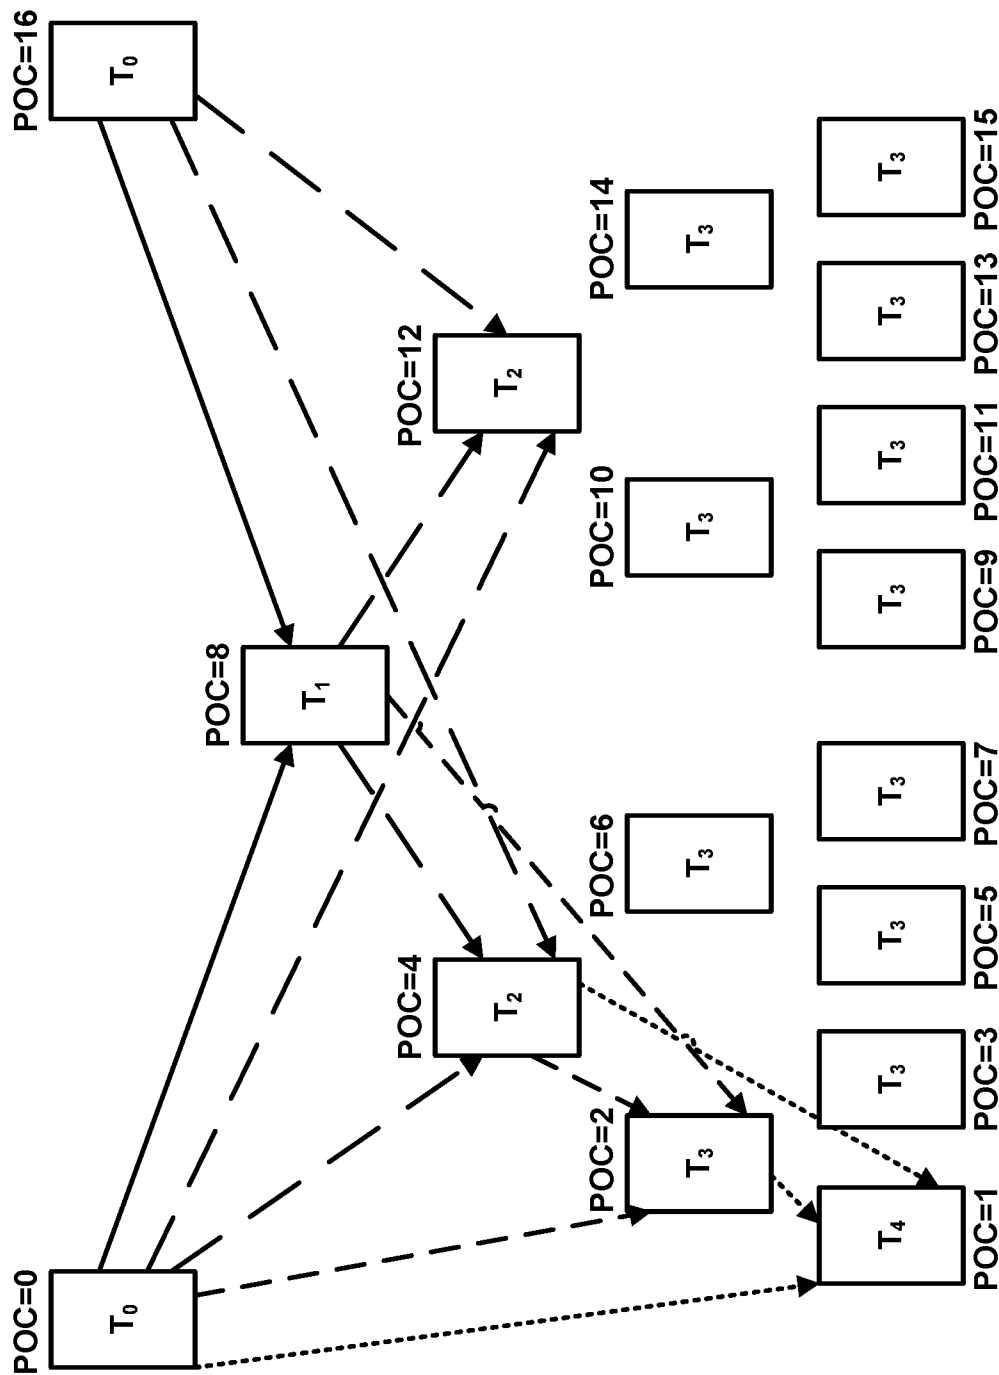 POC=0
T0
POC=16
T0
POC=8
T1
POC=4
T2
POC=12
T2
POC=2
T3
POC=6
T3
POC=10
T3
POC=14
T3
T4
POC=1
T3
POC=3
T3
POC=5
T3
POC=7
T3
POC=9
T3
POC=11
T3
POC=13
T3
POC=15